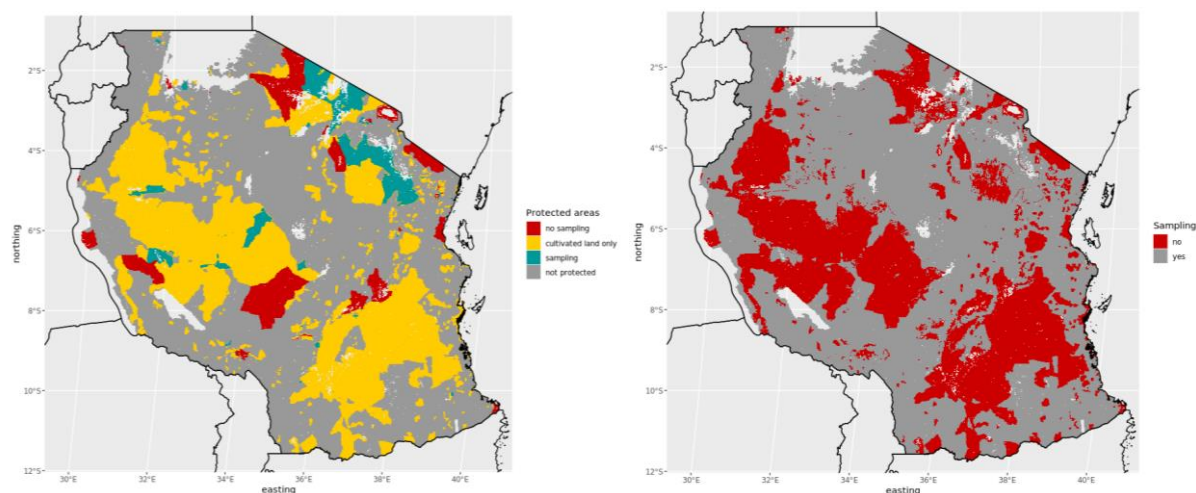 2°S
4°S
6°S
8°S
10°S
12°S
30°E
32°E
34°E
36°E
38°E
40°E
northing
easting
Protected areas
no sampling
cultivated land only
sampling
not protected
2°S
4°S
6°S
8°S
10°S
12°S
30°E
32°E
34°E
36°E
38°E
40°E
northing
easting
Sampling
no
yes